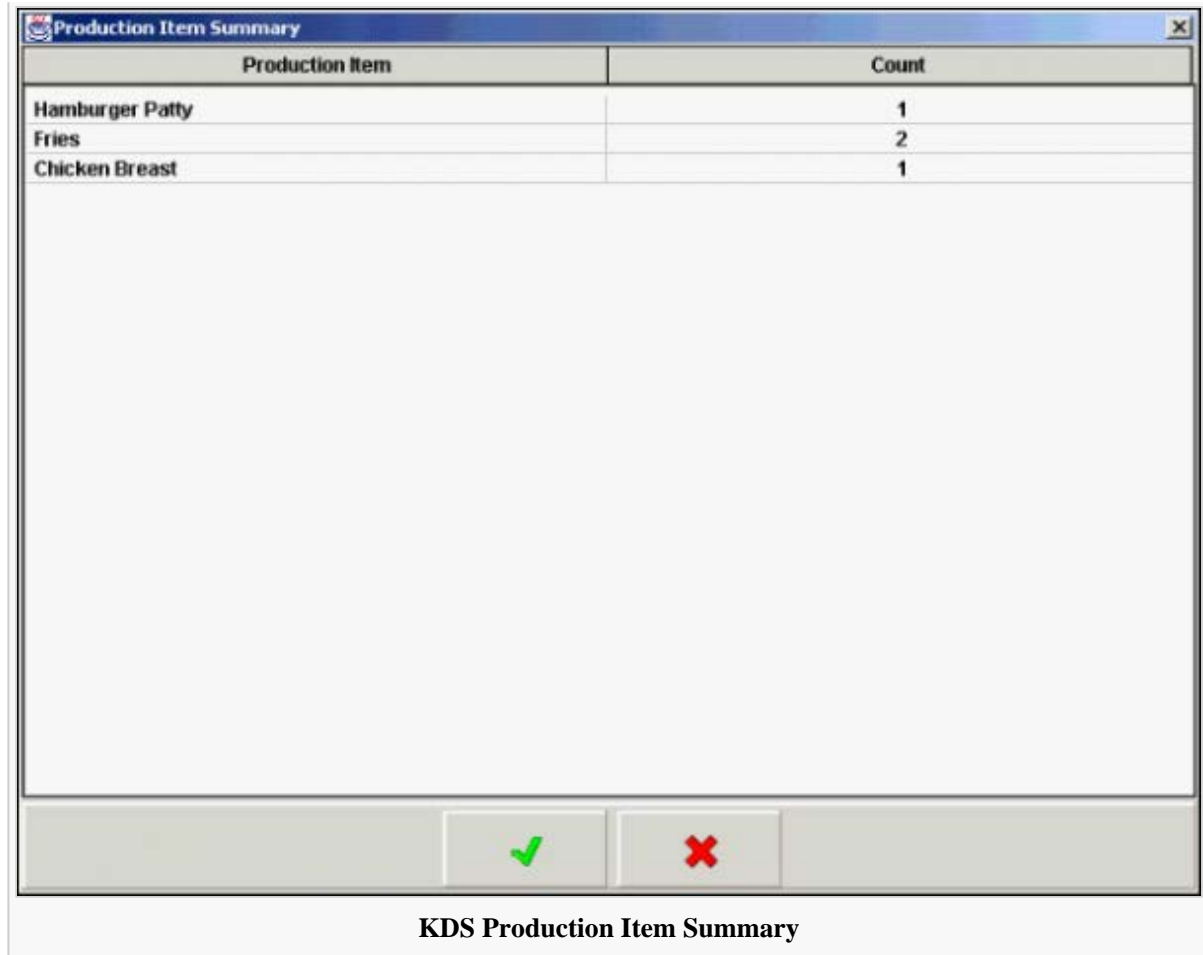 Production Item Summary
Production Item Count
Hamburger Patty 1
Fries 2
Chicken Breast 1
KDS Production Item Summary